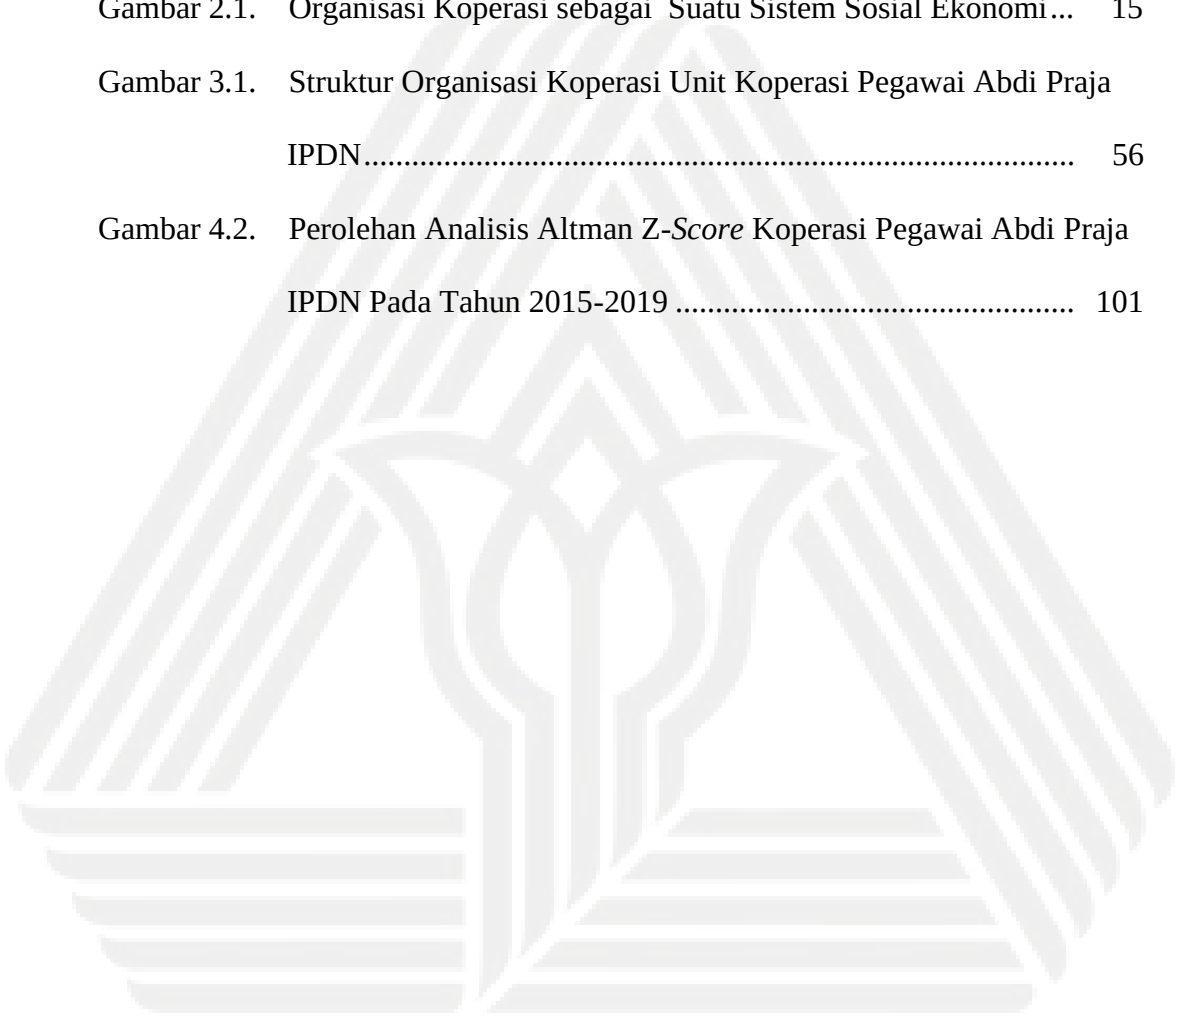 Gambar 2.1. Organisasi Koperasi sebagai Suatu Sistem Sosial Ekonomi... 15
Gambar 3.1. Struktur Organisasi Koperasi Unit Koperasi Pegawai Abdi Praja
IPDN......................................................................................... 56
Gambar 4.2. Perolehan Analisis Altman Z-Score Koperasi Pegawai Abdi Praja
IPDN Pada Tahun 2015-2019 ................................................. 101